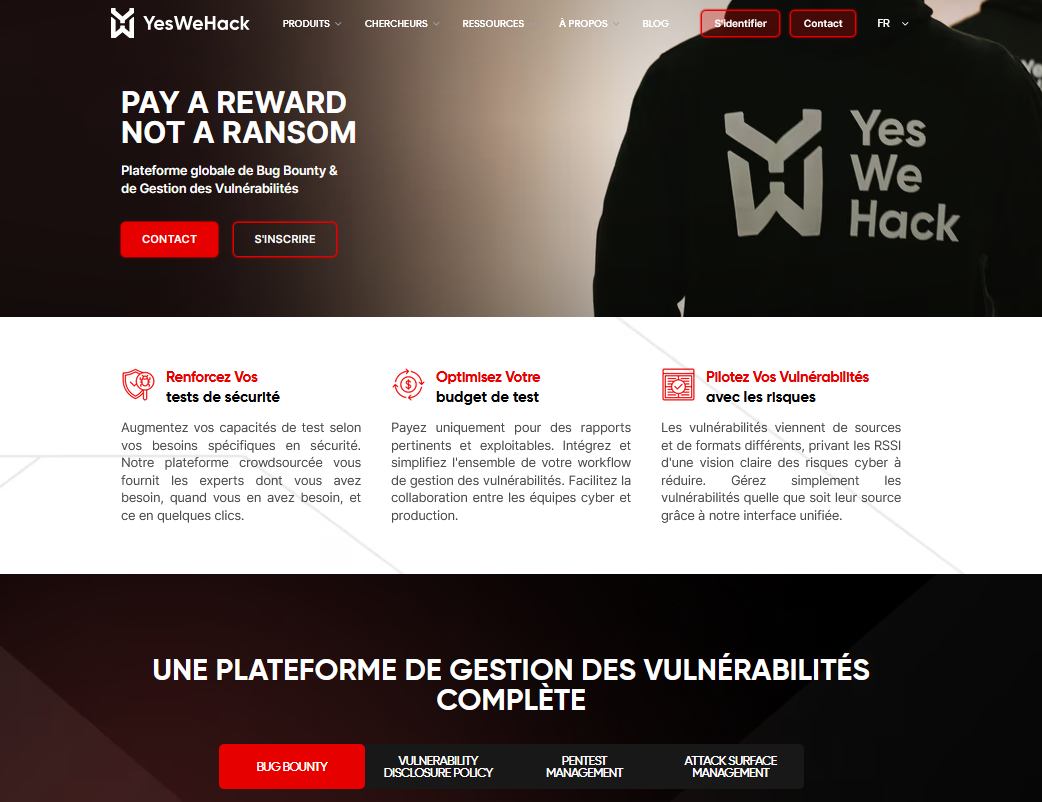 YesWeHack
PRODUITS
CHERCHEURS
RESSOURCES
À PROPOS
BLOG
S'identifier
Contact
FR
PAY A REWARD
NOT A RANSOM
Plateforme globale de Bug Bounty &
de Gestion des Vulnérabilités
CONTACT
S'INSCRIRE
Yes
We
Hack
Renforcez Vos
tests de sécurité
Augmentez vos capacités de test selon
vos besoins spécifiques en sécurité.
Notre plateforme crowdsourcée vous
fournit les experts dont vous avez
besoin, quand vous en avez besoin, et
ce en quelques clics.
Optimisez Votre
budget de test
Payez uniquement pour des rapports
pertinents et exploitables. Intégrez et
simplifiez l'ensemble de votre workflow
de gestion des vulnérabilités. Facilitez la
collaboration entre les équipes cyber et
production.
Pilotez Vos Vulnérabilités
avec les risques
Les vulnérabilités viennent de sources
et de formats différents, privant les RSSI
d'une vision claire des risques cyber à
réduire. Gérez simplement les
vulnérabilités quelle que soit leur source
grâce à notre interface unifiée.
UNE PLATEFORME DE GESTION DES VULNÉRABILITÉS
COMPLÈTE
BUG BOUNTY
VULNERABILITY
DISCLOSURE POLICY
PENTEST
MANAGEMENT
ATTACK SURFACE
MANAGEMENT